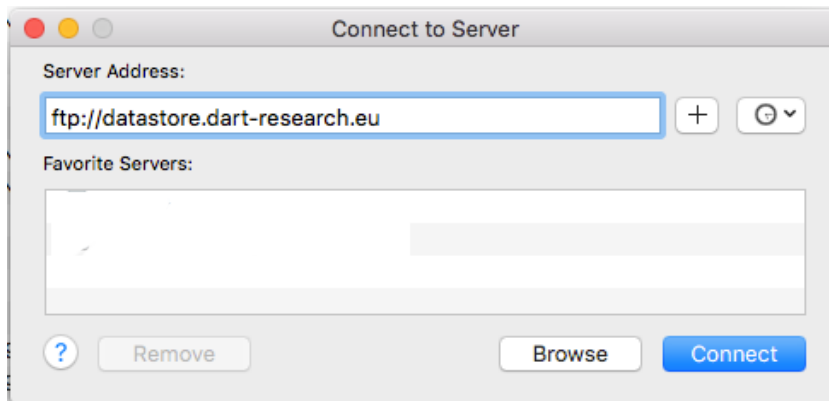 Connect to Server
Server Address:
ftp://datastore.dart-research.eu
Favorite Servers:
? Remove Browse Connect